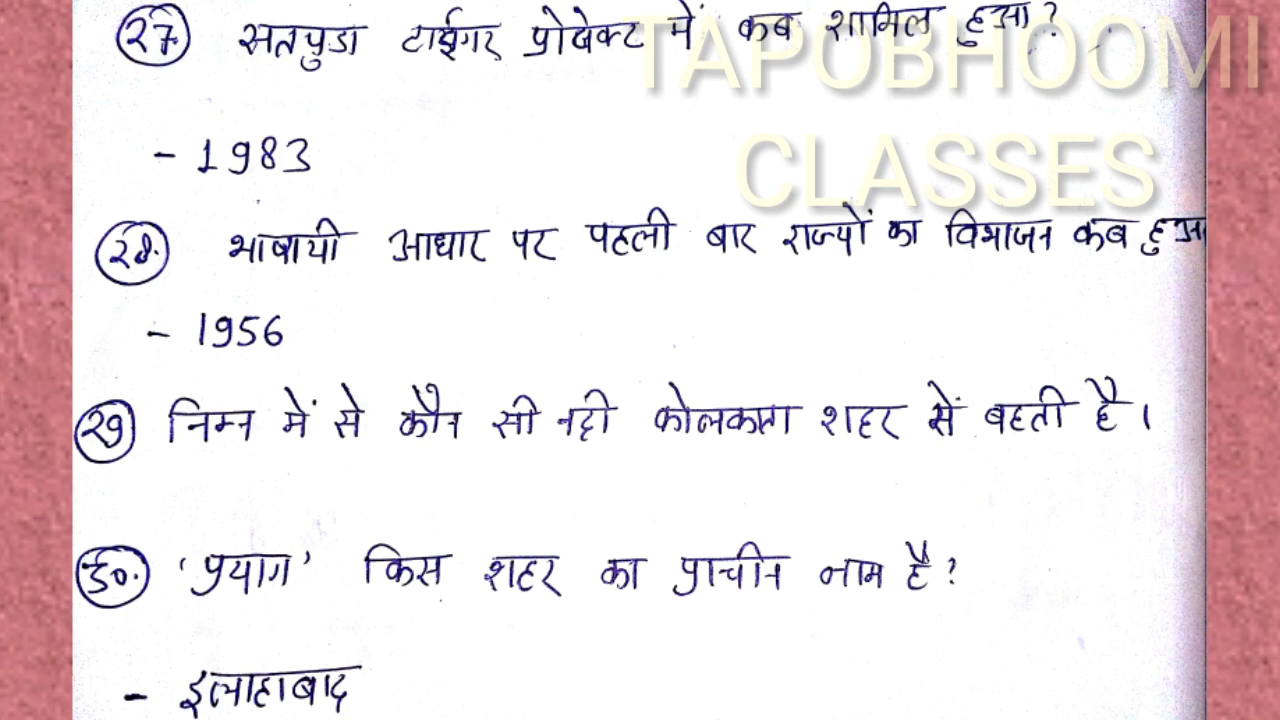 27. सतपुडा टाईगर प्रोजेक्ट में कब शामिल हुआ?
TAPOBHOOMI
- 1983
CLASSES
28. भाषायी आधार पर पहली बार राज्यों का विभाजन कब हुआ
- 1956
29 निम्न में से कौन सी नदी कोलकाता शहर में बहती है।
30. 'प्रयाग' किस शहर का प्राचीन नाम है?
- इलाहाबाद